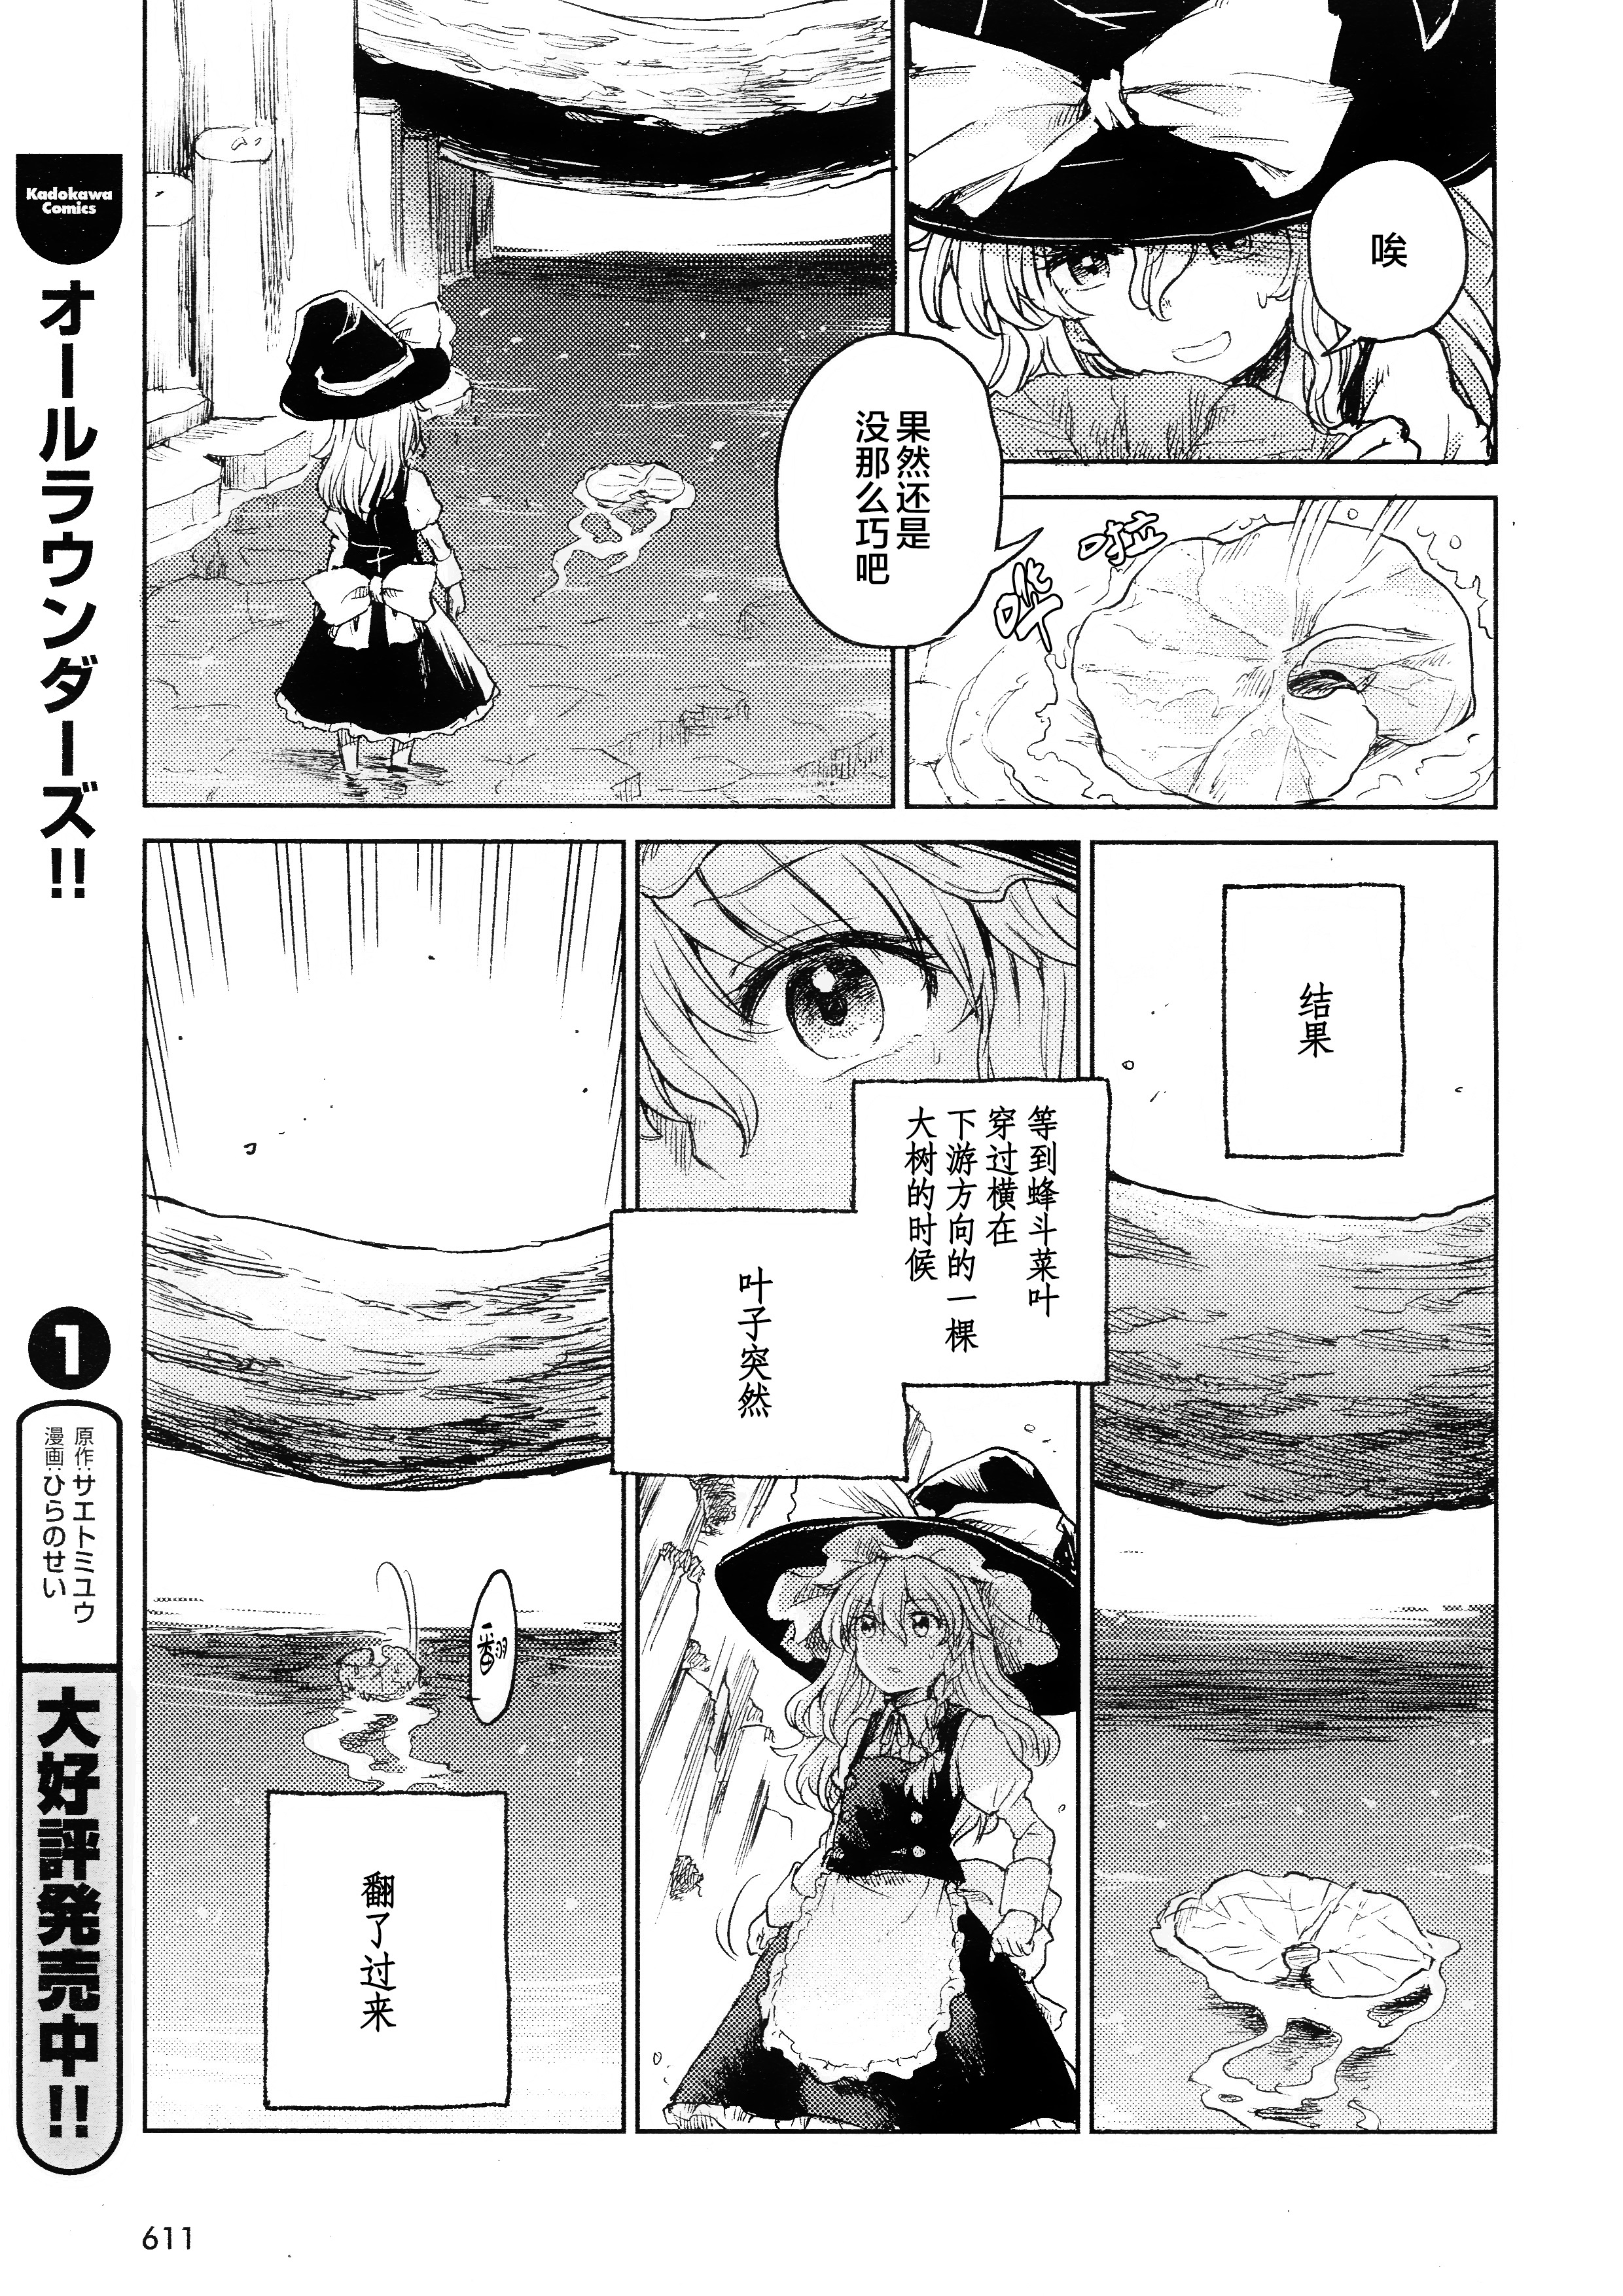 唉
果然还是
没那么巧吧
哗
啦
结果
等到蜂斗菜叶
穿过横在
下游方向的一棵
大树的时候
叶子突然
翻
翻了过来
Kadokawa
Comics
オールラウンダーズ!!
1
原作:サエトミユウ
漫画:ひらのせい
大好評発売中!!
611